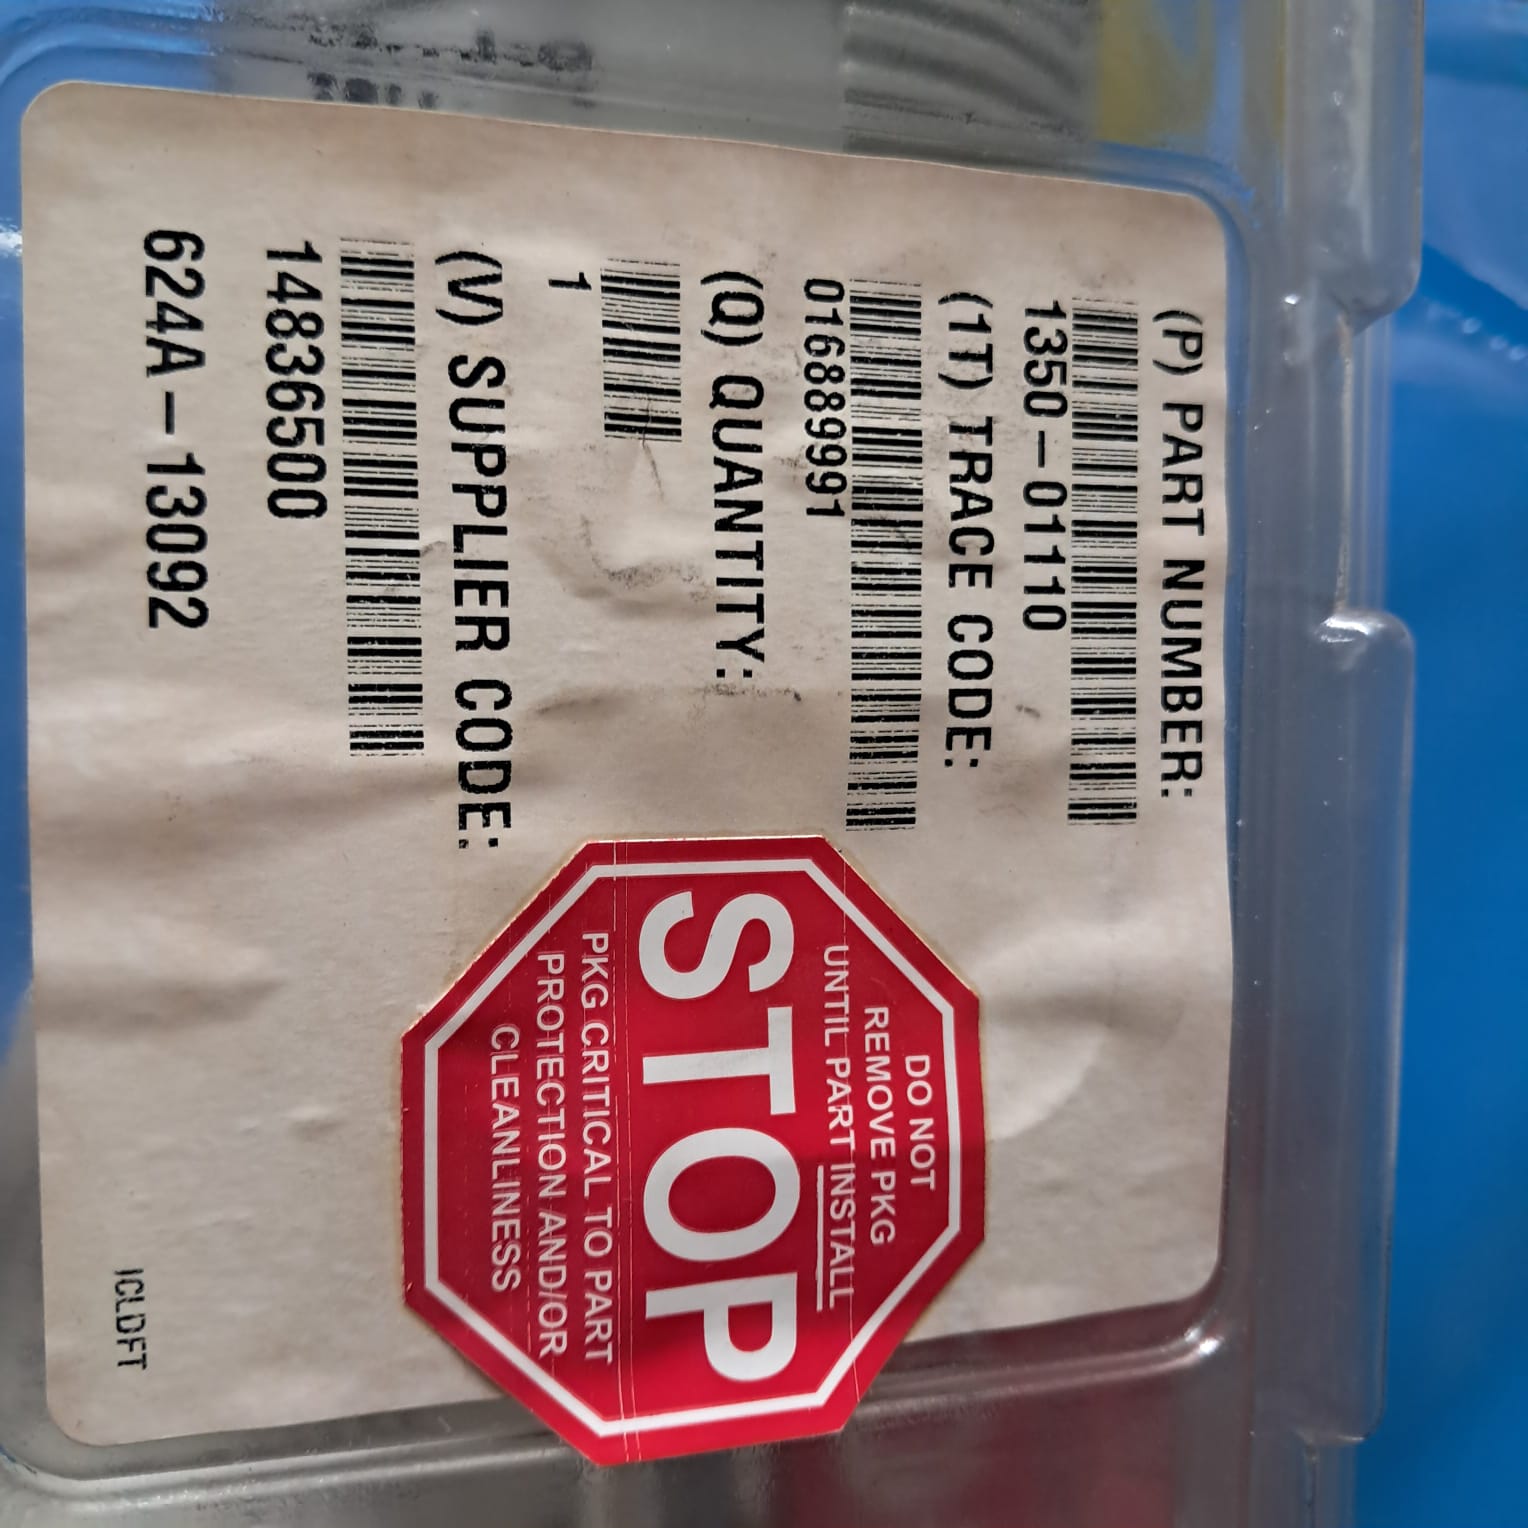 (P) PART NUMBER:
1350-01110
(1T) TRACE CODE:
016889991
(Q) QUANTITY:
1
(V) SUPPLIER CODE:
14836500
624A-13092
DO NOT
REMOVE PKG
UNTIL PART INSTALL
STOP
PKG CRITICAL TO PART
PROTECTION AND/OR
CLEANLINESS
ICLDFT